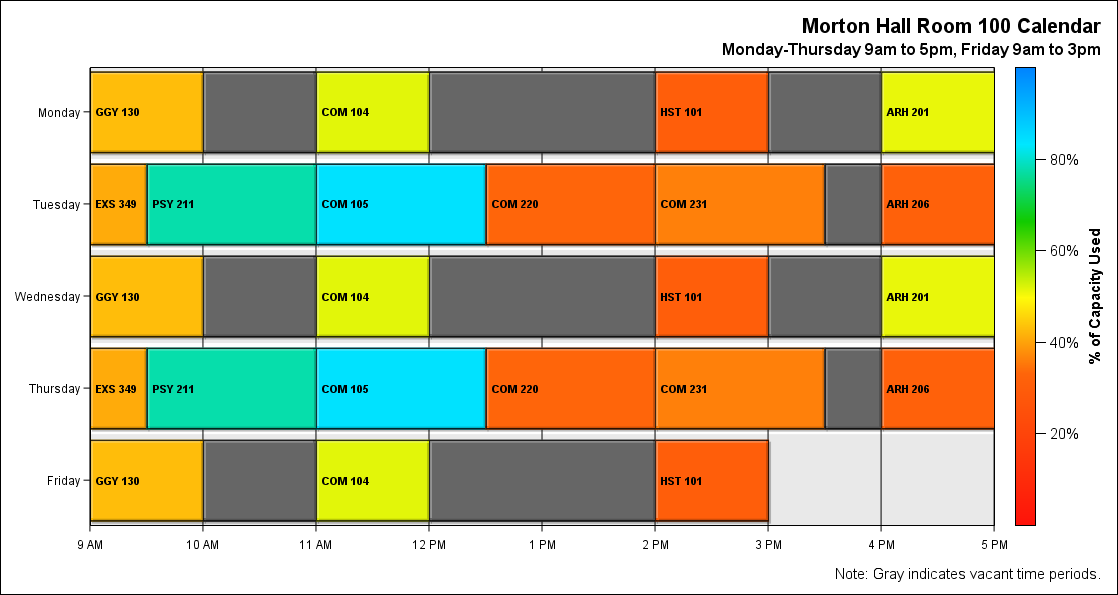 Morton Hall Room 100 Calendar
Monday-Thursday 9am to 5pm, Friday 9am to 3pm
Monday
GGY 130
COM 104
HST 101
ARH 201
Tuesday
EXS 349
PSY 211
COM 105
COM 220
COM 231
ARH 206
Wednesday
GGY 130
COM 104
HST 101
ARH 201
Thursday
EXS 349
PSY 211
COM 105
COM 220
COM 231
ARH 206
Friday
GGY 130
COM 104
HST 101
9 AM
10 AM
11 AM
12 PM
1 PM
2 PM
3 PM
4 PM
5 PM
80%
60%
40%
20%
% of Capacity Used
Note: Gray indicates vacant time periods.